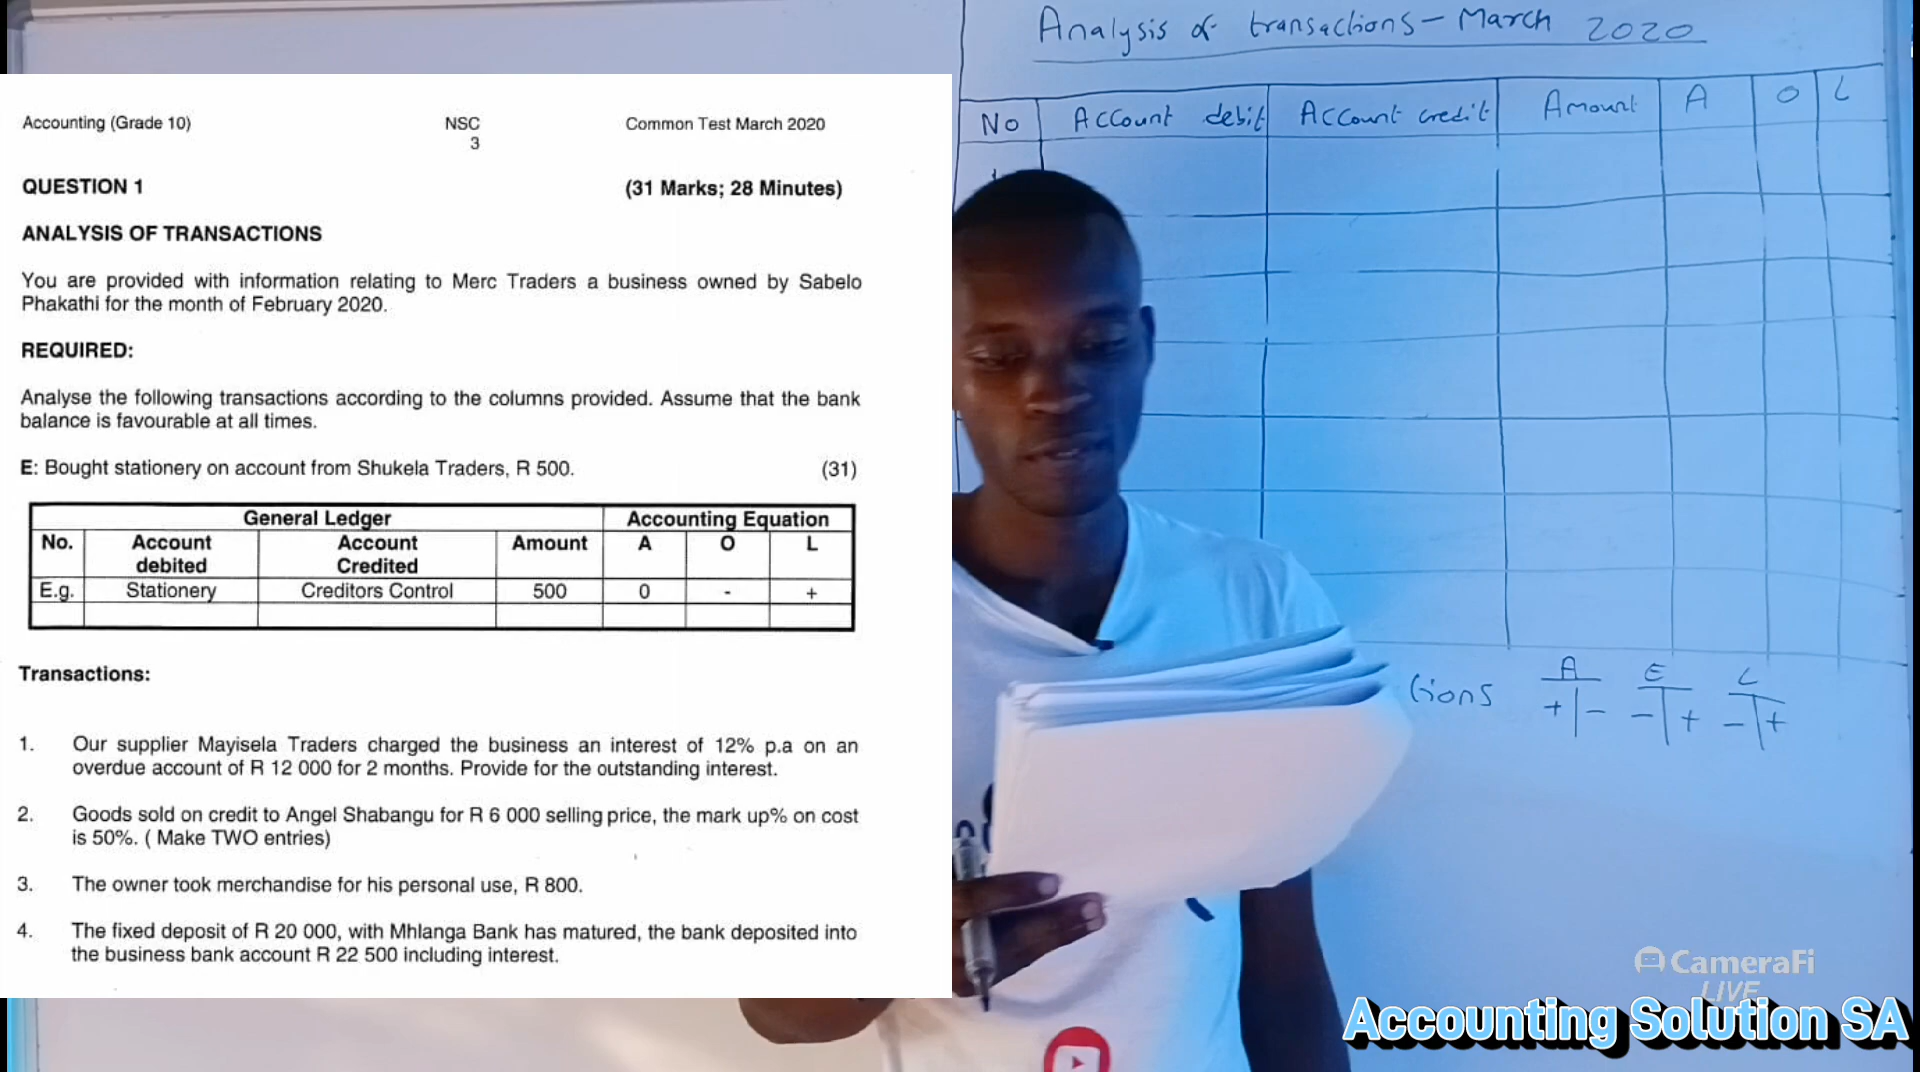 Accounting (Grade 10) NSC Common Test March 2020
3
QUESTION 1 (31 Marks; 28 Minutes)
ANALYSIS OF TRANSACTIONS
You are provided with information relating to Merc Traders a business owned by Sabelo
Phakathi for the month of February 2020.
REQUIRED:
Analyse the following transactions according to the columns provided. Assume that the bank
balance is favourable at all times.
E: Bought stationery on account from Shukela Traders, R 500. (31)
General Ledger Accounting Equation
No. Account debited Account Credited Amount A O L
E.g. Stationery Creditors Control 500 0 - +
Transactions:
1. Our supplier Mayisela Traders charged the business an interest of 12% p.a on an
overdue account of R 12 000 for 2 months. Provide for the outstanding interest.
2. Goods sold on credit to Angel Shabangu for R 6 000 selling price, the mark up% on cost
is 50%. ( Make TWO entries)
3. The owner took merchandise for his personal use, R 800.
4. The fixed deposit of R 20 000, with Mhlanga Bank has matured, the bank deposited into
the business bank account R 22 500 including interest.
Analysis of transactions - March 2020
No Account debit Account credit Amount A O L
tions A E L
+ - - + - +
CameraFi
LIVE
Accounting Solution SA